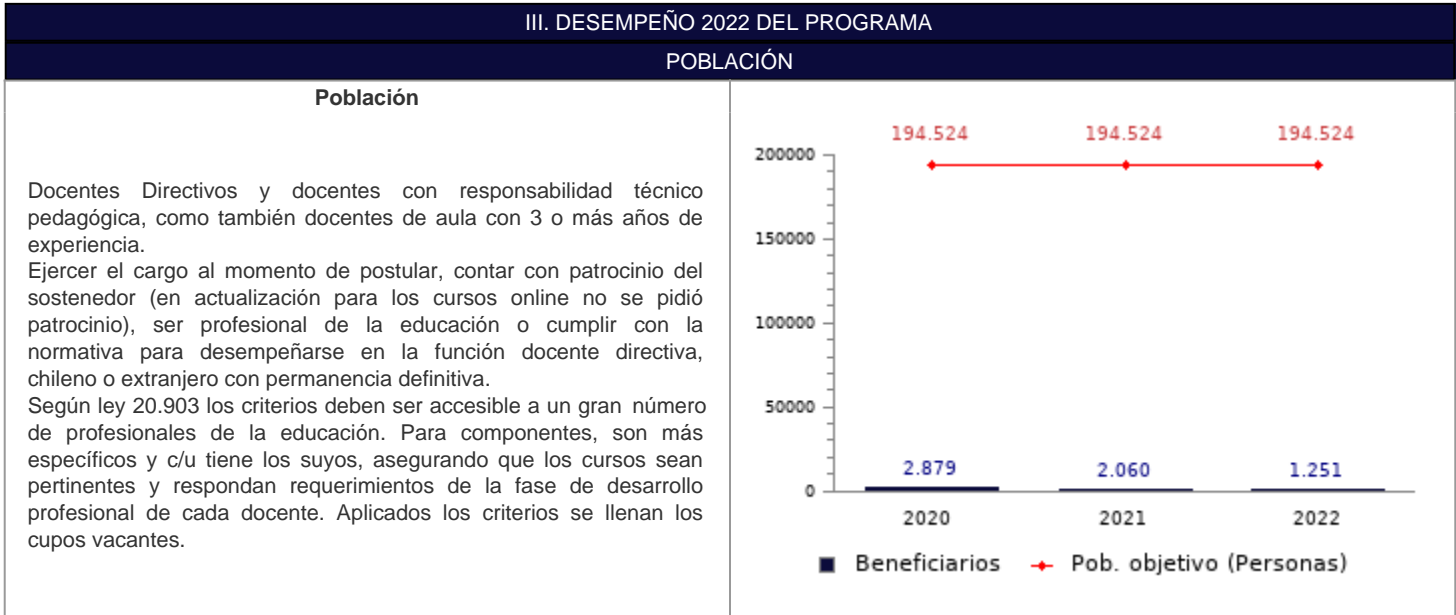 III. DESEMPEÑO 2022 DEL PROGRAMA
POBLACIÓN
Población
Docentes Directivos y docentes con responsabilidad técnico
pedagógica, como también docentes de aula con 3 o más años de
experiencia.
Ejercer el cargo al momento de postular, contar con patrocinio del
sostenedor (en actualización para los cursos online no se pidió
patrocinio), ser profesional de la educación o cumplir con la
normativa para desempeñarse en la función docente directiva,
chileno o extranjero con permanencia definitiva.
Según ley 20.903 los criterios deben ser accesible a un gran número
de profesionales de la educación. Para componentes, son más
específicos y c/u tiene los suyos, asegurando que los cursos sean
pertinentes y respondan requerimientos de la fase de desarrollo
profesional de cada docente. Aplicados los criterios se llenan los
cupos vacantes.
194.524 194.524 194.524
200000
150000
100000
50000
2.879 2.060 1.251
0
2020 2021 2022
Beneficiarios Pob. objetivo (Personas)